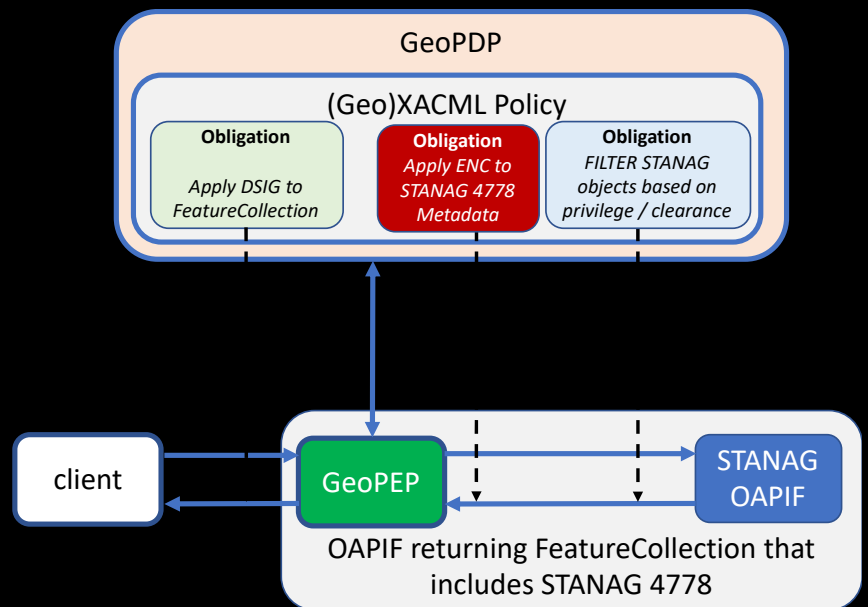 GeoPDP
(Geo)XACML Policy
Obligation
Apply DSIG to
FeatureCollection
Obligation
Apply ENC to
STANAG 4778
Metadata
Obligation
FILTER STANAG
objects based on
privilege / clearance
client
GeoPEP
STANAG
OAPIF
OAPIF returning FeatureCollection that
includes STANAG 4778